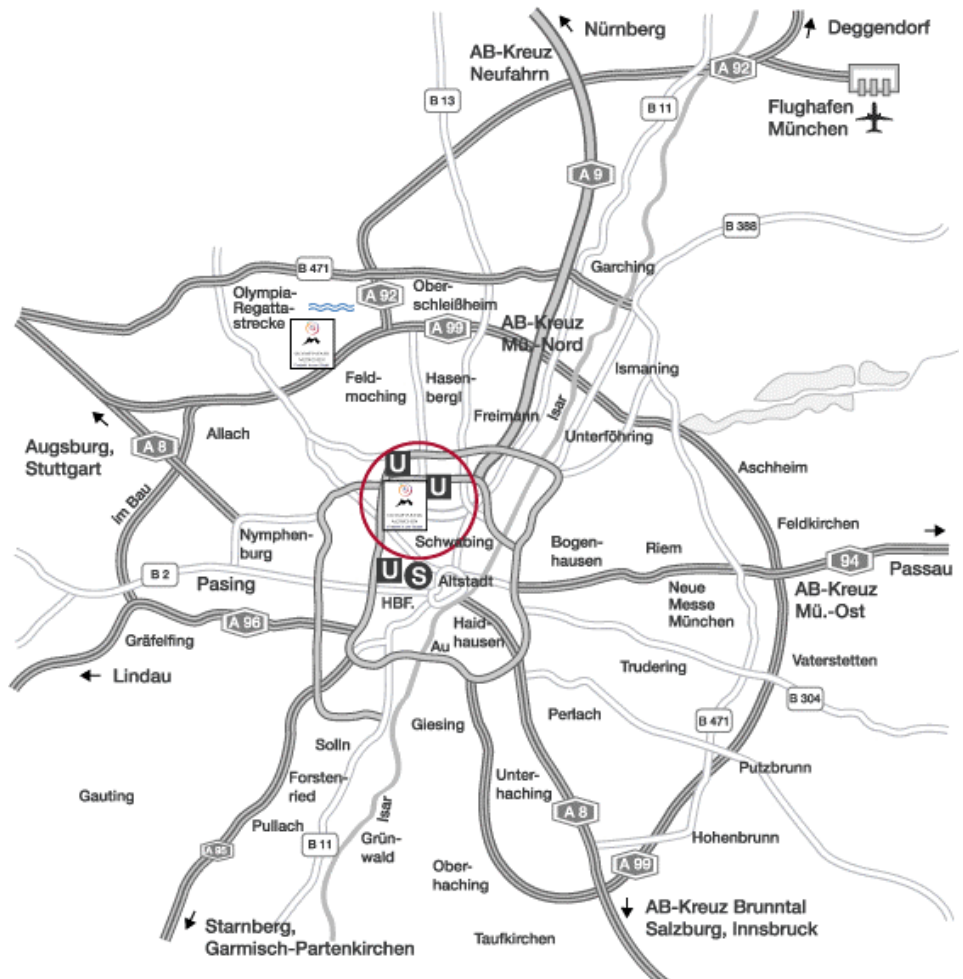 Nürnberg
Deggendorf
AB-Kreuz
Neufahrn
A 92
B 13
B 11
Flughafen
München
A 9
B 388
Garching
B 471
Olympia-
Regatta-
strecke
A 92
Ober-
schleißheim
A 99
AB-Kreuz
Mü.-Nord
Ismaning
Feld-
moching
Hasen-
bergl
Freimann
Isar
Unterföhring
Allach
Augsburg,
Stuttgart
A 8
U
Aschheim
im Bau
U
Feldkirchen
Nymphen-
burg
Schwabing
Bogen-
hausen
Riem
94
Passau
B 2
Pasing
U
S
Altstadt
HBF.
Neue
Messe
München
AB-Kreuz
Mü.-Ost
A 96
Haid-
hausen
Au
Gräfelfing
Lindau
Trudering
Vaterstetten
B 304
Giesing
Perlach
B 471
Solln
Putzbrunn
Forsten-
ried
Unter-
haching
Gauting
Isar
A 8
Pullach
B 11
Grün-
wald
Hohenbrunn
A 95
A 99
Ober-
haching
AB-Kreuz Brunntal
Salzburg, Innsbruck
Starnberg,
Garmisch-Partenkirchen
Taufkirchen